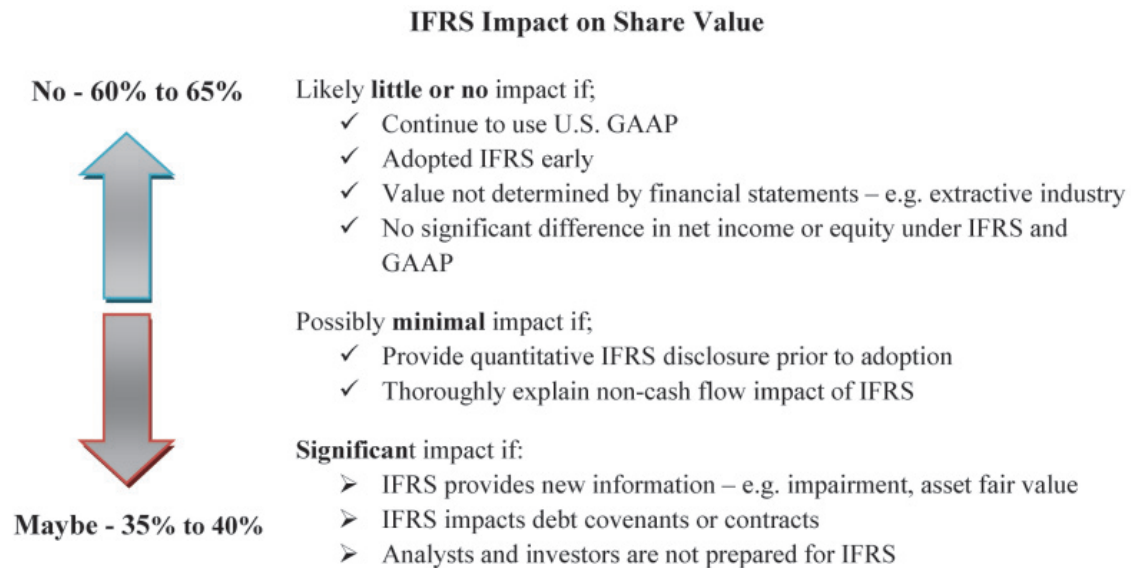 IFRS Impact on Share Value
No - 60% to 65%
Likely little or no impact if;
✓ Continue to use U.S. GAAP
✓ Adopted IFRS early
✓ Value not determined by financial statements – e.g. extractive industry
✓ No significant difference in net income or equity under IFRS and
GAAP
Possibly minimal impact if;
✓ Provide quantitative IFRS disclosure prior to adoption
✓ Thoroughly explain non-cash flow impact of IFRS
Significant impact if:
➢ IFRS provides new information – e.g. impairment, asset fair value
➢ IFRS impacts debt covenants or contracts
➢ Analysts and investors are not prepared for IFRS
Maybe - 35% to 40%